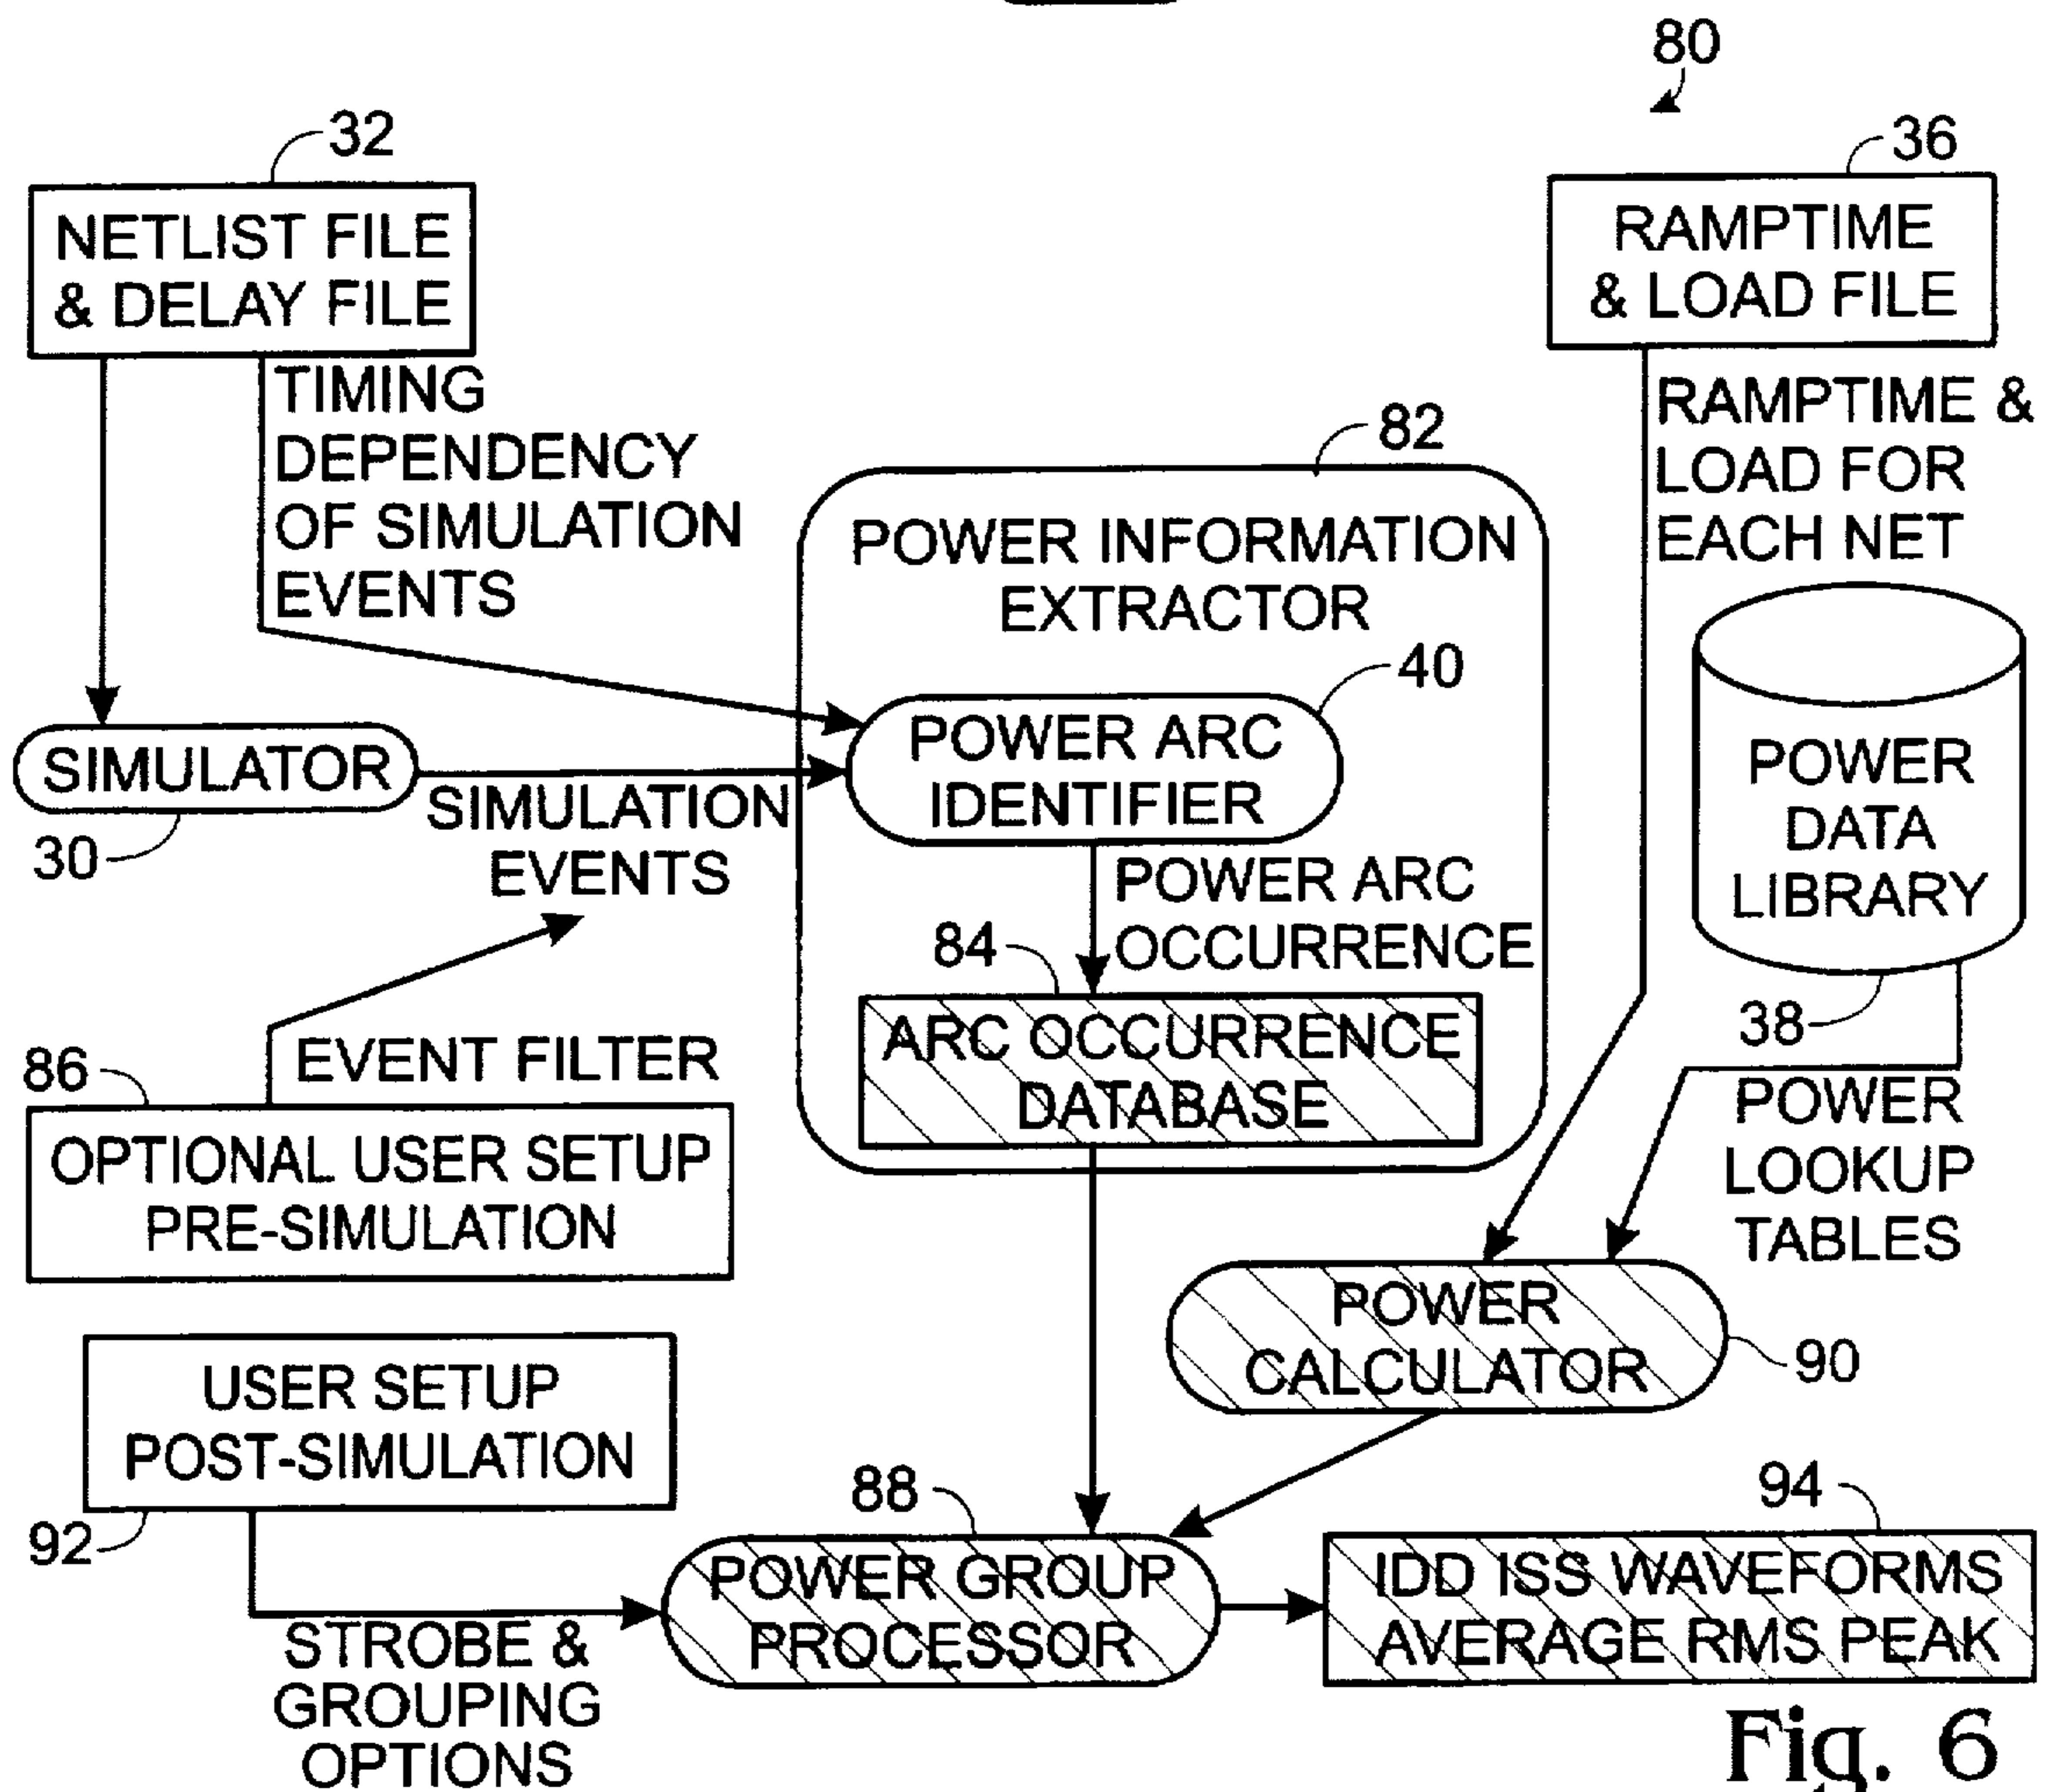 80
32
NETLIST FILE
& DELAY FILE
36
RAMPTIME
& LOAD FILE
TIMING
DEPENDENCY
OF SIMULATION
EVENTS
RAMPTIME &
LOAD FOR
EACH NET
82
POWER INFORMATION
EXTRACTOR
40
POWER ARC
IDENTIFIER
SIMULATOR
30
SIMULATION
EVENTS
POWER
DATA
LIBRARY
38
POWER ARC
OCCURRENCE
84
ARC OCCURRENCE
DATABASE
EVENT FILTER
86
OPTIONAL USER SETUP
PRE-SIMULATION
POWER
LOOKUP
TABLES
POWER
CALCULATOR
90
USER SETUP
POST-SIMULATION
92
88
POWER GROUP
PROCESSOR
94
IDD ISS WAVEFORMS
AVERAGE RMS PEAK
STROBE &
GROUPING
OPTIONS
Fig. 6